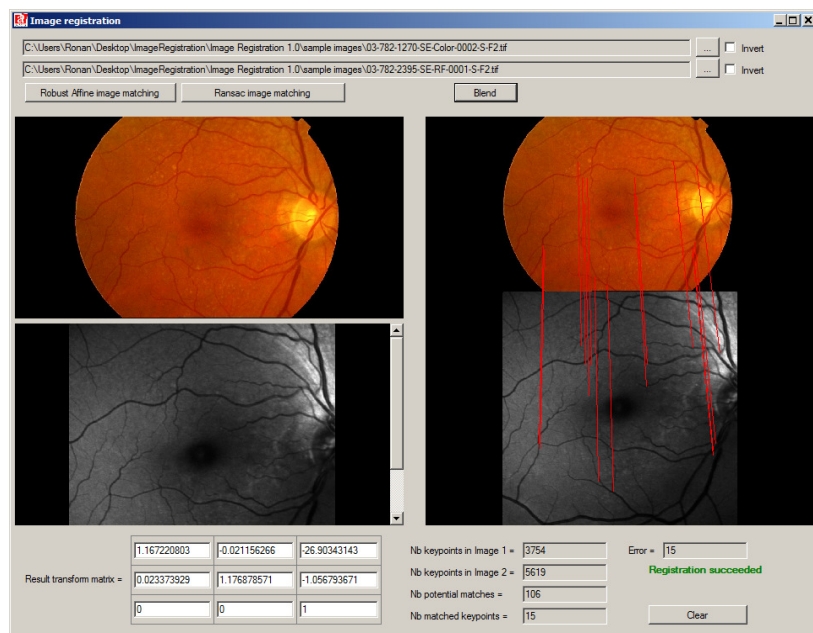 Image registration
C:\Users\Ronan\Desktop\ImageRegistration\Image Registration 1.0\sample images\03-782-1270-SE-Color-0002-S-F2.tif ... Invert
C:\Users\Ronan\Desktop\ImageRegistration\Image Registration 1.0\sample images\03-782-2395-SE-RF-0001-S-F2.tif ... Invert
Robust Affine image matching Ransac image matching Blend
1.167220803 -0.021156266 -26.90343143
Result transform matrix = 0.023373929 1.176878571 -1.056793671
0 0 1
Nb keypoints in Image 1 = 3754 Error = 15
Nb keypoints in Image 2 = 5619 Registration succeeded
Nb potential matches = 106
Nb matched keypoints = 15 Clear